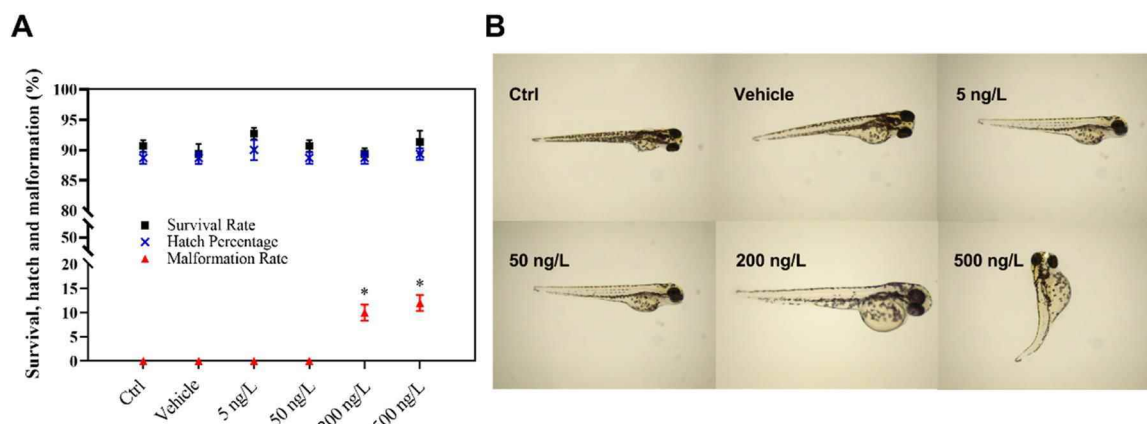 A
Survival, hatch and malformation (%)
100
95
90
85
80
50
20
15
10
5
0
Survival Rate
Hatch Percentage
Malformation Rate
*
*
Ctrl
Vehicle
5 ng/L
50 ng/L
ng/L
ng/L
B
Ctrl
Vehicle
5 ng/L
50 ng/L
200 ng/L
500 ng/L